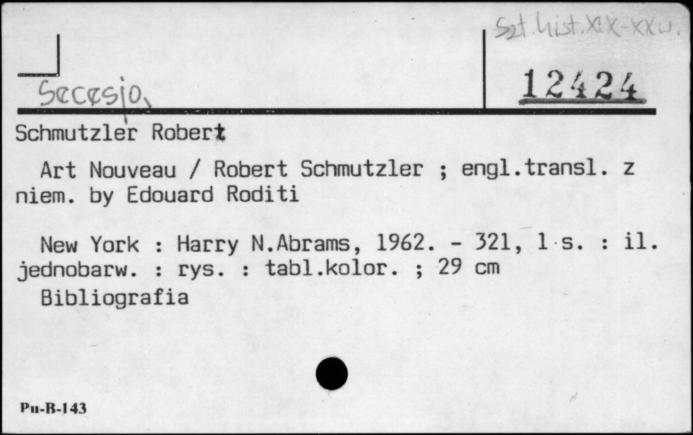 Szt. hist. XIX-XXw.
12424
Secesja
Schmutzler Robert
Art Nouveau / Robert Schmutzler ; engl.transl. z
niem. by Edouard Roditi
New York : Harry N.Abrams, 1962. - 321, 1 s. : il.
jednobarw. : rys. : tabl.kolor. ; 29 cm
Bibliografia
Pu-B-143